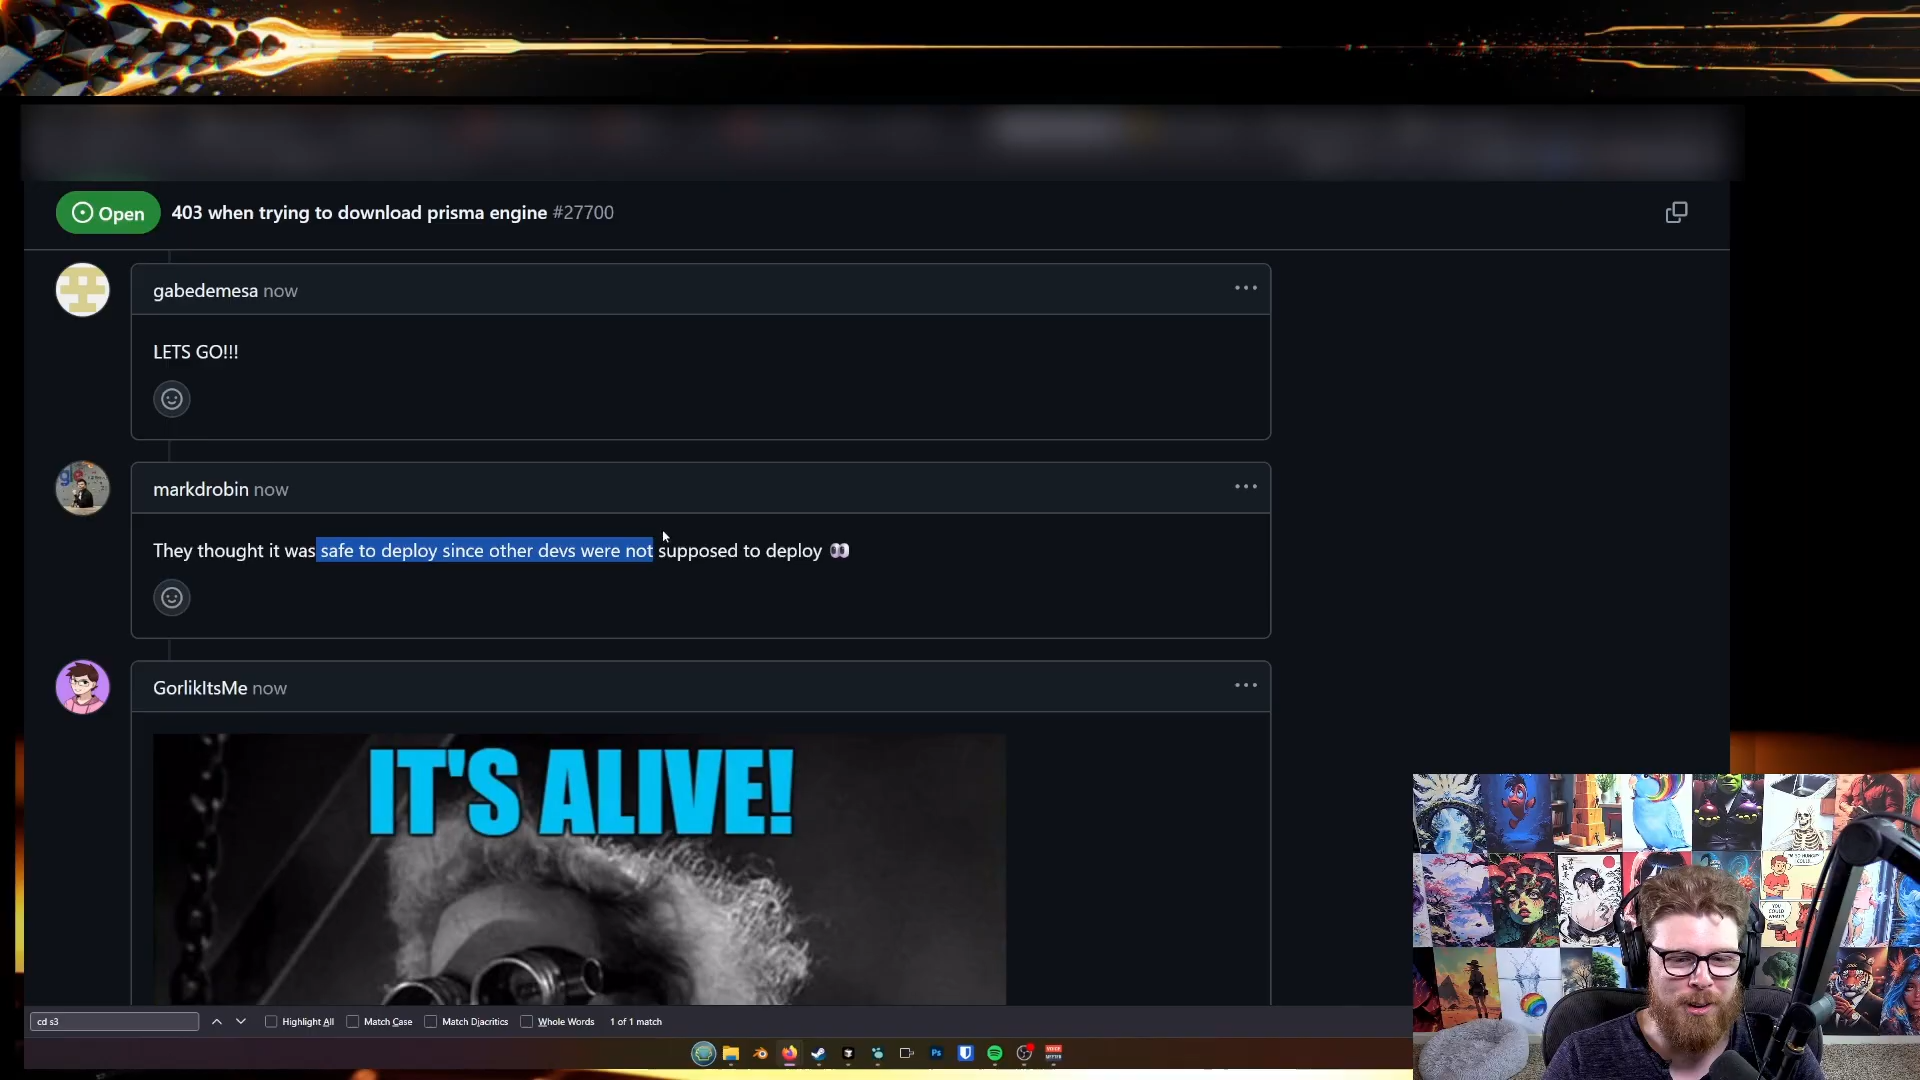 Open 403 when trying to download prisma engine #27700
gabedemesa now
LETS GO!!!
markdrobin now
They thought it was safe to deploy since other devs were not supposed to deploy 👀
GorlikItsMe now
IT'S ALIVE!
cd s3
Highlight All
Match Case
Match Diacritics
Whole Words
1 of 1 match
Ps